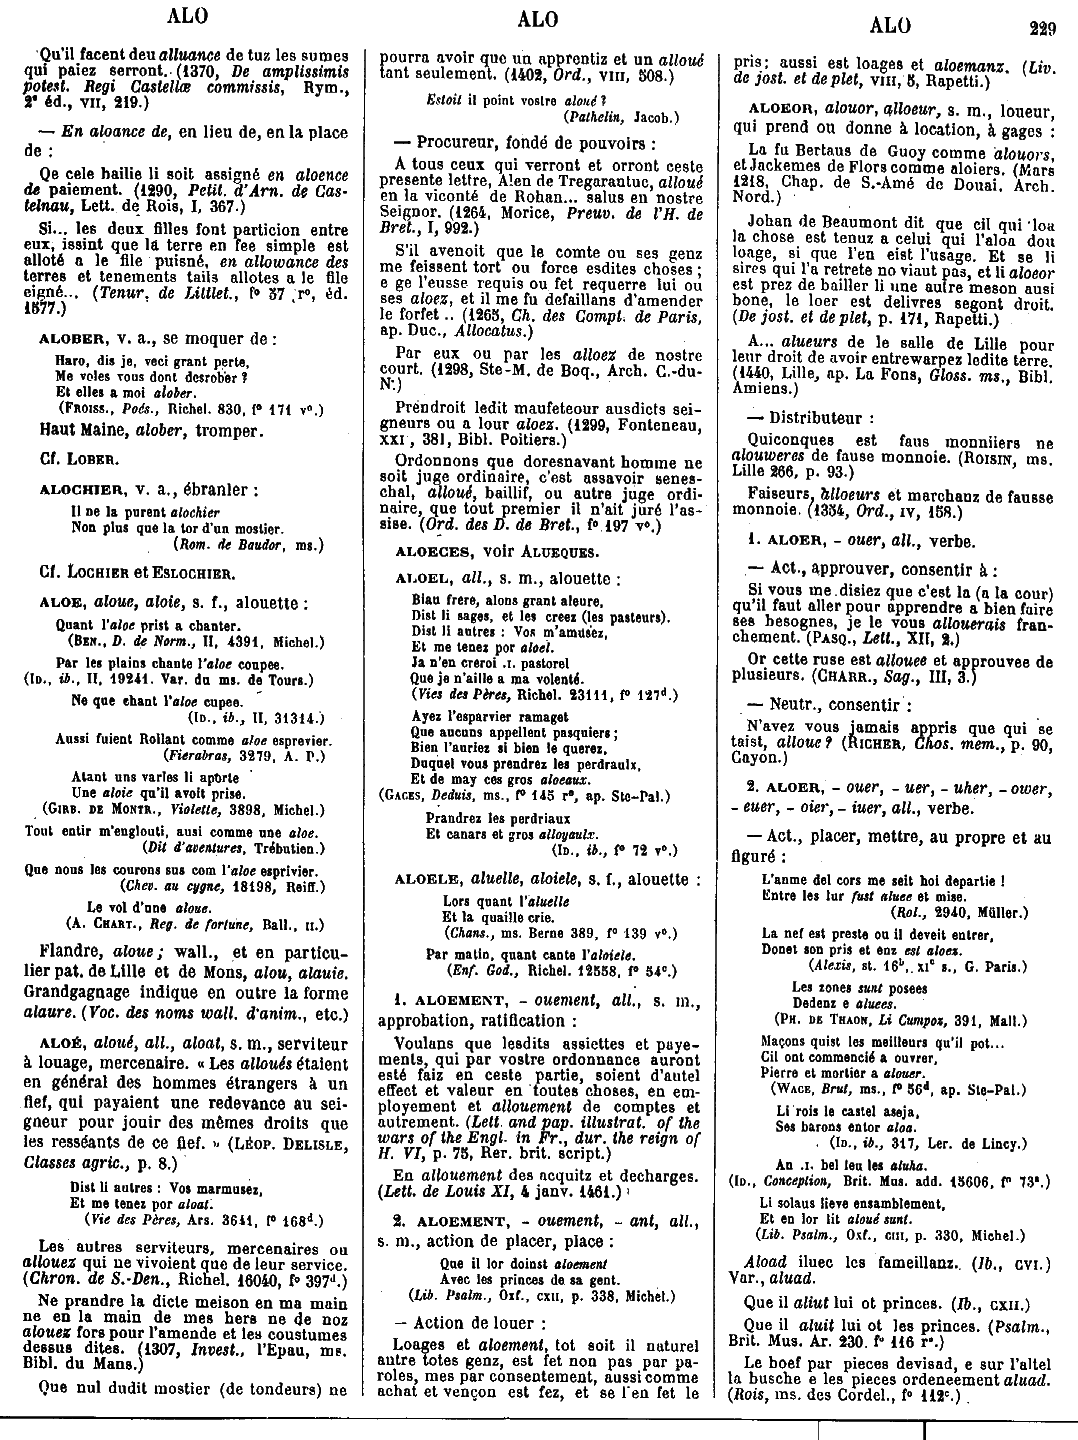 ALO
ALO
ALO
229
Qu'il facent deu alluance de tuz les sumes
qui paiez serront. (1370, De amplissimis
potest. Regi Castellæ commissis, Rym.,
2e éd., VII, 219.)
— En aloance de, en lieu de, en la place
de :
Qe cele bailie li soit assigné en aloence
de paiement. (1290, Petit. d'Arn. de Cas-
telnau, Lett. de Rois, I, 367.)
Si... les deux filles font particion entre
eux, issint que la terre en fee simple est
alloté a le file puisné, en allowance des
terres et tenements tails allotes a le file
eigné... (Tenur. de Littlet., fo 57 ro, éd.
1577.)
ALOBER, v. a., se moquer de :
Haro, dis je, veci grant perte,
Me voles vous dont desrober ?
Et elles a moi alober.
(FROISS., Poés., Richel. 830, fo 171 vo.)
Haut Maine, alober, tromper.
Cf. LOBER.
ALOCHIER, v. a., ébranler :
Il ne la purent alochier
Non plus que la tor d'un mostier.
(Rom. de Baudor, ms.)
Cf. LOCHIER et ESLOCHIER.
ALOE, aloue, aloie, s. f., alouette :
Quant l'aloe prist a chanter.
(BEN., D. de Norm., II, 4391, Michel.)
Par les plains chante l'aloe coupee.
(ID., ib., II, 19241. Var. du ms. de Tours.)
Ne que chant l'aloe cupee.
(ID., ib., II, 31314.)
Aussi fuient Rollant comme aloe esprevier.
(Fierabras, 3279, A. P.)
Atant uns varles li aporte
Une aloie qu'il avoit prise.
(GIRB. DE MONTR., Violette, 3898, Michel.)
Tout entir m'englouti, ausi comme une aloe.
(Dit d'aventures, Trébutien.)
Que nous les courons sus com l'aloe esprivier.
(Chev. au cygne, 18198, Reiff.)
Le vol d'une aloue.
(A. CHART., Reg. de fortune, Ball., II.)
Flandre, aloue ; wall., et en particu-
lier pat. de Lille et de Mons, alou, alauie.
Grandgagnage indique en outre la forme
alaure. (Voc. des noms wall. d'anim., etc.)
ALOÉ, aloué, all., aloat, s. m., serviteur
à louage, mercenaire. « Les alloués étaient
en général des hommes étrangers à un
fief, qui payaient une redevance au sei-
gneur pour jouir des mêmes droits que
les resséants de ce fief. » (LÉOP. DELISLE,
Classes agric., p. 8.)
Dist li autres : Vos marmusez,
Et me tenez por aloat.
(Vie des Pères, Ars. 3641, fo 168d.)
Les autres serviteurs, mercenaires ou
allouez qui ne vivoient que de leur service.
(Chron. de S.-Den., Richel. 16040, fo 397d.)
Ne prandre la dicte meison en ma main
ne en la main de mes hers ne de noz
alouez fors pour l'amende et les coustumes
dessus dites. (1307, Invest., l'Epau, ms.
Bibl. du Mans.)
Que nul dudit mostier (de tondeurs) ne
pourra avoir que un apprentiz et un alloué
tant seulement. (1402, Ord., VIII, 508.)
Estoit il point vostre aloué ?
(Pathelin, Jacob.)
— Procureur, fondé de pouvoirs :
A tous ceux qui verront et orront ceste
presente lettre, Alen de Tregarantuc, alloué
en la viconté de Rohan... salus en nostre
Seignor. (1264, Morice, Preuv. de l'H. de
Bret., I, 992.)
S'il avenoit que le comte ou ses genz
me feissent tort ou force esdites choses ;
e ge l'eusse requis ou fet requerre lui ou
ses aloez, et il me fu defaillans d'amender
le forfet .. (1265, Ch. des Compt. de Paris,
ap. Duc., Allocatus.)
Par eux ou par les alloez de nostre
court. (1298, Ste-M. de Boq., Arch. C.-du-
N.)
Prendroit ledit maufeteour ausdicts sei-
gneurs ou a lour aloez. (1299, Fonteneau,
XXI, 381, Bibl. Poitiers.)
Ordonnons que doresnavant homme ne
soit juge ordinaire, c'est assavoir senes-
chal, alloué, baillif, ou autre juge ordi-
naire, que tout premier il n'ait juré l'as-
sise. (Ord. des D. de Bret., fo 197 vo.)
ALOECES, voir ALUEQUES.
ALOEL, all., s. m., alouette :
Biau frere, alons grant aleure,
Dist li sages, et les creez (les pasteurs).
Dist li autres : Vos m'amusez,
Et me tenez por aloel.
Ja n'en creroi .I. pastorel
Que je n'aille a ma volenté.
(Vies des Pères, Richel. 23111, fo 127d.)
Ayez l'esparvier ramaget
Que aucuns appellent pasquiers ;
Bien l'auriez si bien le querez,
Duquel vous prendrez les perdraulx,
Et de may ces gros aloeaux.
(GACES, Deduis, ms., fo 145 ro, ap. Ste-Pal.)
Prandrez les perdriaux
Et canars et gros alloyaulx.
(ID., ib., fo 72 vo.)
ALOELE, aluelle, aloiele, s. f., alouette :
Lors quant l'aluelle
Et la quaille crie.
(Chans., ms. Berne 389, fo 139 vo.)
Par matin, quant cante l'aloiele.
(Enf. God., Richel. 12558, fo 54c.)
1. ALOEMENT, - ouement, all., s. m.,
approbation, ratification :
Voulans que lesdits assiettes et paye-
ments, qui par vostre ordonnance auront
esté faiz en ceste partie, soient d'autel
effect et valeur en toutes choses, en em-
ployement et allouement de comptes et
autrement. (Lett. and pap. illustrat. of the
wars of the Engl. in Fr., dur. the reign of
H. VI, p. 75, Rer. brit. script.)
En allouement des acquitz et decharges.
(Lett. de Louis XI, 4 janv. 1461.)
2. ALOEMENT, - ouement, - ant, all.,
s. m., action de placer, place :
Que il lor doinst aloement
Avec les princes de sa gent.
(Lib. Psalm., Oxf., CXII, p. 338, Michel.)
— Action de louer :
Loages et aloement, tot soit il naturel
autre totes genz, est fet non pas par pa-
roles, mes par consentement, aussi comme
achat et vençon est fez, et se l'en fet le
pris ; aussi est loages et aloemanz. (Liv.
de jost. et de plet, VIII, 5, Rapetti.)
ALOEOR, alouor, alloeur, s. m., loueur,
qui prend ou donne à location, à gages :
La fu Bertaus de Guoy comme alouors,
et Jackemes de Flors comme aloiers. (Mars
1218, Chap. de S.-Amé de Douai, Arch.
Nord.)
Johan de Beaumont dit que cil qui loa
la chose est tenuz a celui qui l'aloa dou
loage, si que l'en eist l'usage. Et se li
sires qui l'a retrete no viaut pas, et li aloeor
est prez de bailler li une autre meson ausi
bone, le loer est delivres segont droit.
(De jost. et de plet, p. 171, Rapetti.)
A... alueurs de le salle de Lille pour
leur droit de avoir entrewarpez ledite terre.
(1440, Lille, ap. La Fons, Gloss. ms., Bibl.
Amiens.)
— Distributeur :
Quiconques est faus monniiers ne
alouweres de fause monnoie. (ROISIN, ms.
Lille 266, p. 93.)
Faiseurs, alloeurs et marchanz de fausse
monnoie. (1354, Ord., IV, 158.)
1. ALOER, - ouer, all., verbe.
— Act., approuver, consentir à :
Si vous me disiez que c'est la (a la cour)
qu'il faut aller pour apprendre a bien faire
ses besognes, je le vous allouerais fran-
chement. (PASQ., Lett., XII, 2.)
Or cette ruse est allouee et approuvee de
plusieurs. (CHARR., Sag., III, 3.)
— Neutr., consentir :
N'avez vous jamais appris que qui se
taist, alloue ? (RICHER, Chos. mem., p. 90,
Cayon.)
2. ALOER, - ouer, - uer, - uher, - ower,
- euer, - oier, - iuer, all., verbe.
— Act., placer, mettre, au propre et au
figuré :
L'anme del cors me seit hoi departie !
Entre les lur fust aluee et mise.
(Rol., 2940, Müller.)
La nef est preste ou il deveit entrer,
Donet son pris et enz est aloez.
(Alexis, st. 16b, XIe s., G. Paris.)
Les zones sunt posees
Dedenz e aluees.
(PH. DE THAON, Li Cumpoz, 391, Mall.)
Maçons quist les meilleurs qu'il pot...
Cil ont commencié a ouvrer,
Pierre et mortier a alouer.
(WACE, Brut, ms., fo 56d, ap. Ste-Pal.)
Li rois le castel aseja,
Ses barons entor aloa.
(ID., ib., 317, Ler. de Lincy.)
An .I. bel leu les aluha.
(ID., Conception, Brit. Mus. add. 15606, fo 73a.)
Li solaus lieve ensamblement,
Et en lor lit aloué sunt.
(Lib. Psalm., Oxf., CIII, p. 330, Michel.)
Aload iluec les fameillanz. (Ib., CVI.)
Var., aluad.
Que il aliut lui ot princes. (Ib., CXII.)
Que il aluit lui ot les princes. (Psalm.,
Brit. Mus. Ar. 230, fo 116 ro.)
Le boef par pieces devisad, e sur l'altel
la busche e les pieces ordeneement aluad.
(Rois, ms. des Cordel., fo 112c.)